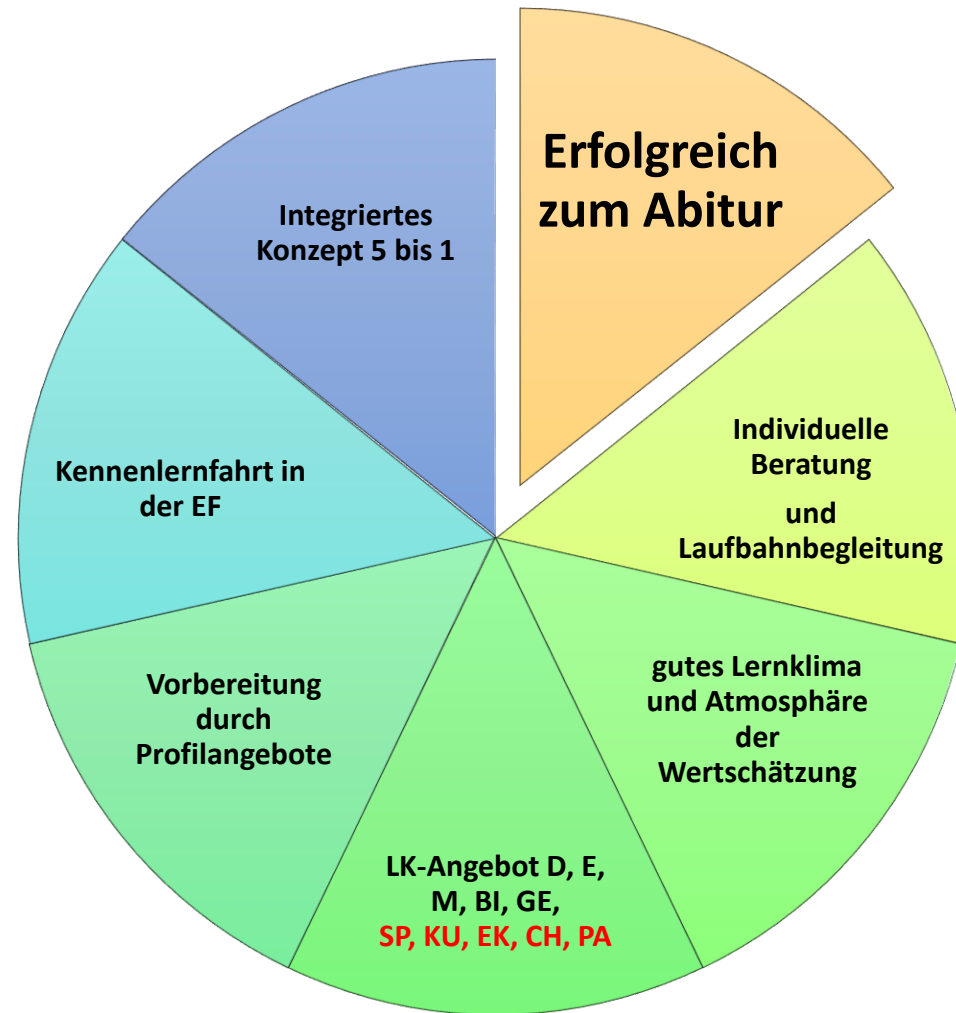 Erfolgreich
zum Abitur
Individuelle
Beratung
und
Laufbahnbegleitung
gutes Lernklima
und Atmosphäre
der
Wertschätzung
LK-Angebot D, E,
M, BI, GE,
SP, KU, EK, CH, PA
Vorbereitung
durch
Profilangebote
Kennenlernfahrt in
der EF
Integriertes
Konzept 5 bis 1